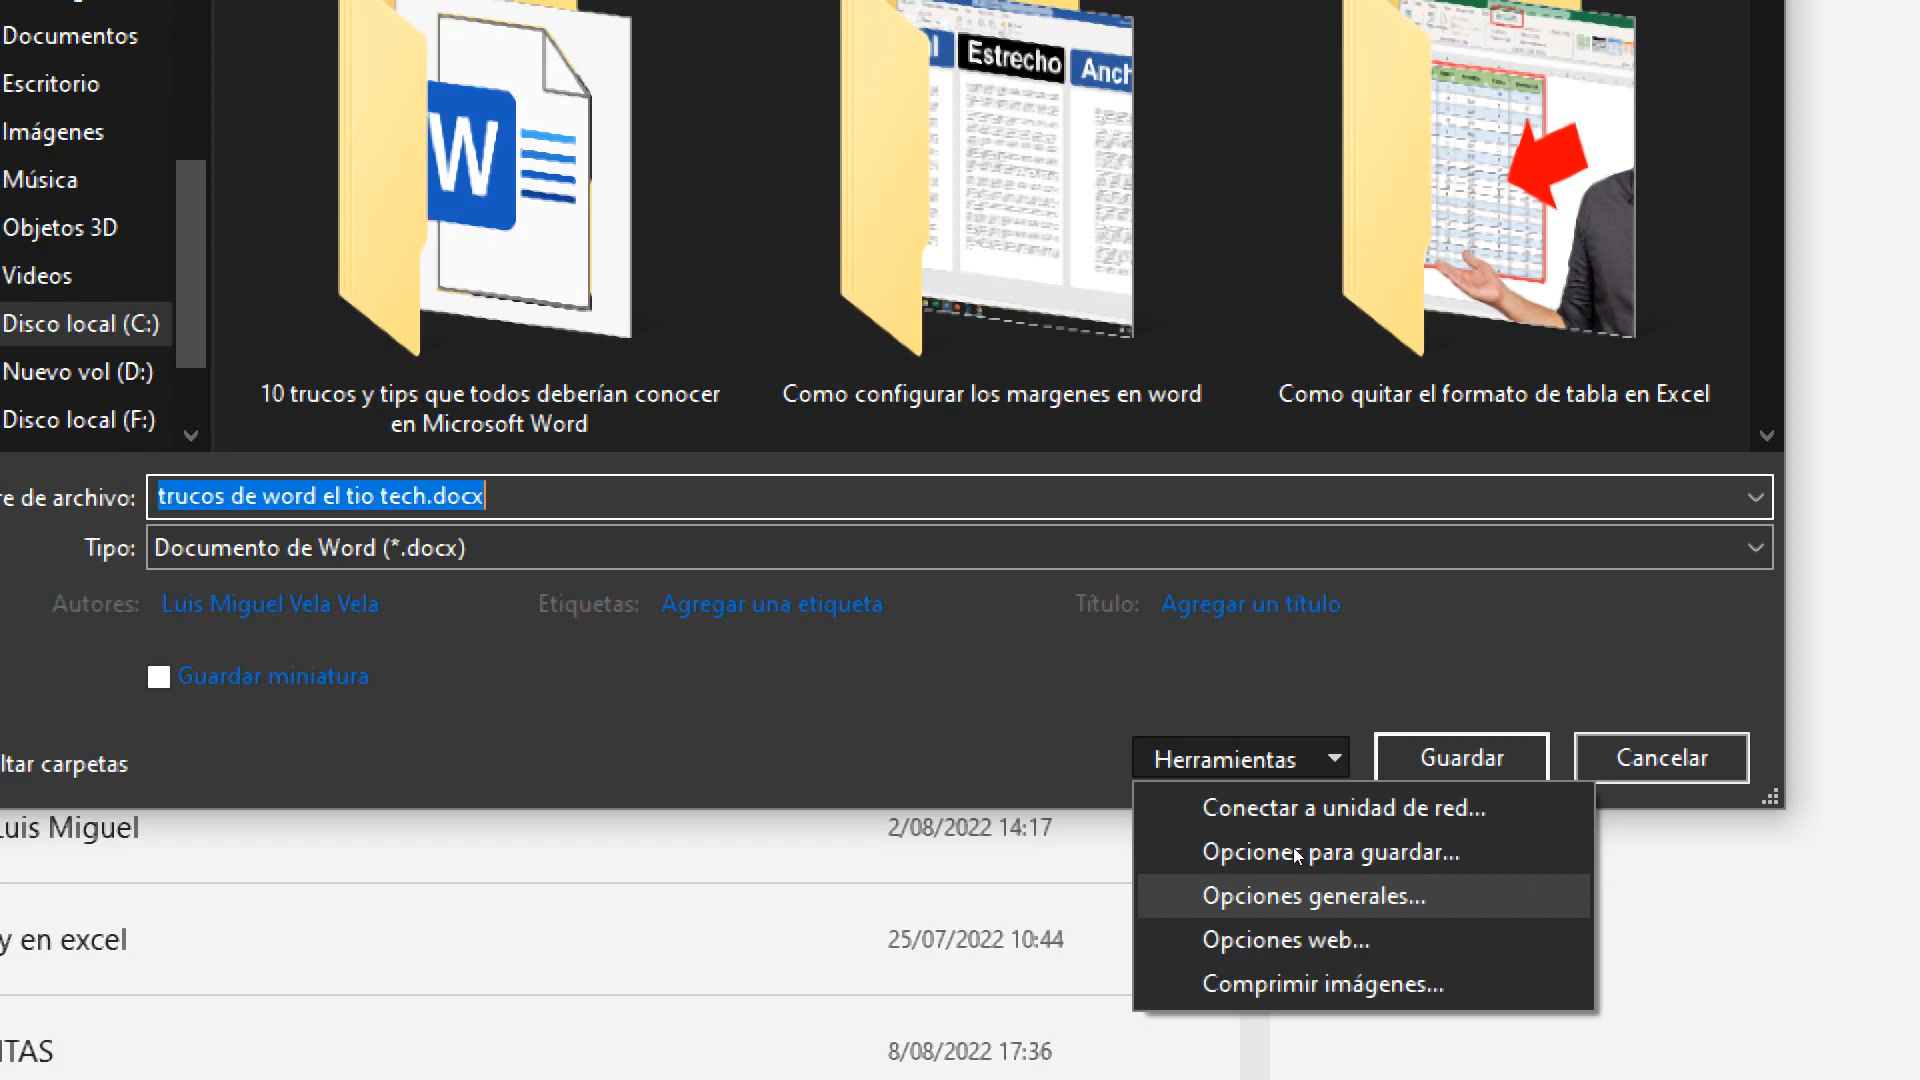 Documentos
Escritorio
Imágenes
Música
Objetos 3D
Videos
Disco local (C:)
Nuevo vol (D:)
Disco local (F:)
W
Estrecho
Anch
10 trucos y tips que todos deberían conocer
en Microsoft Word
Como configurar los margenes en word
Como quitar el formato de tabla en Excel
re de archivo: trucos de word el tio tech.docx
Tipo: Documento de Word (*.docx)
Autores: Luis Miguel Vela Vela Etiquetas: Agregar una etiqueta Título: Agregar un título
Guardar miniatura
ltar carpetas
Herramientas Guardar Cancelar
Conectar a unidad de red...
Opciones para guardar...
Opciones generales...
Opciones web...
Comprimir imágenes...
Luis Miguel 2/08/2022 14:17
y en excel 25/07/2022 10:44
ITAS 8/08/2022 17:36